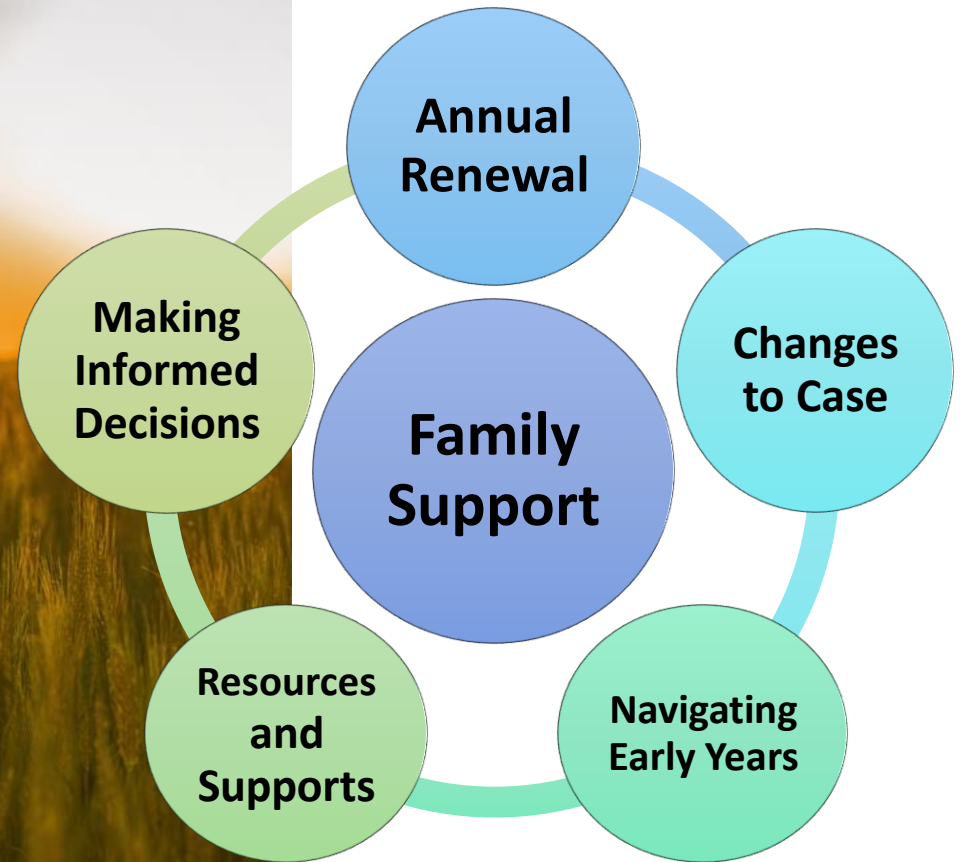 Annual
Renewal
Changes
to Case
Navigating
Early Years
Resources
and
Supports
Making
Informed
Decisions
Family
Support